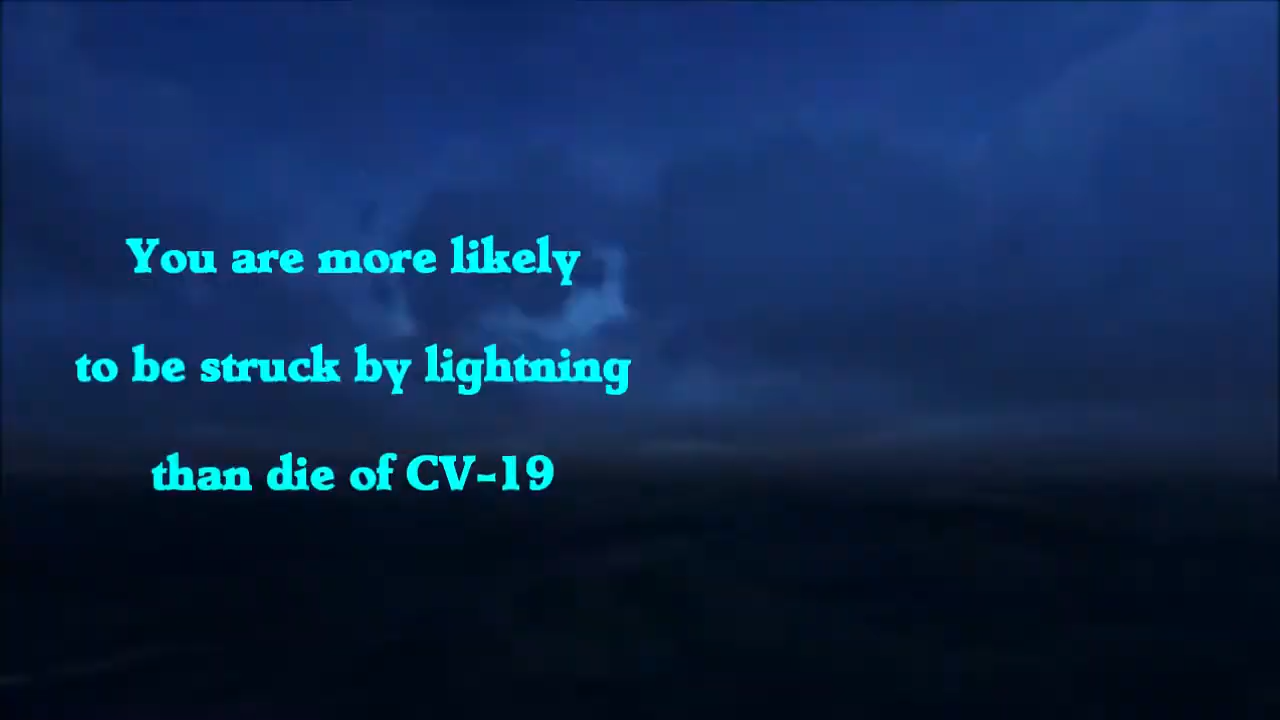 You are more likely
to be struck by lightning
than die of CV-19